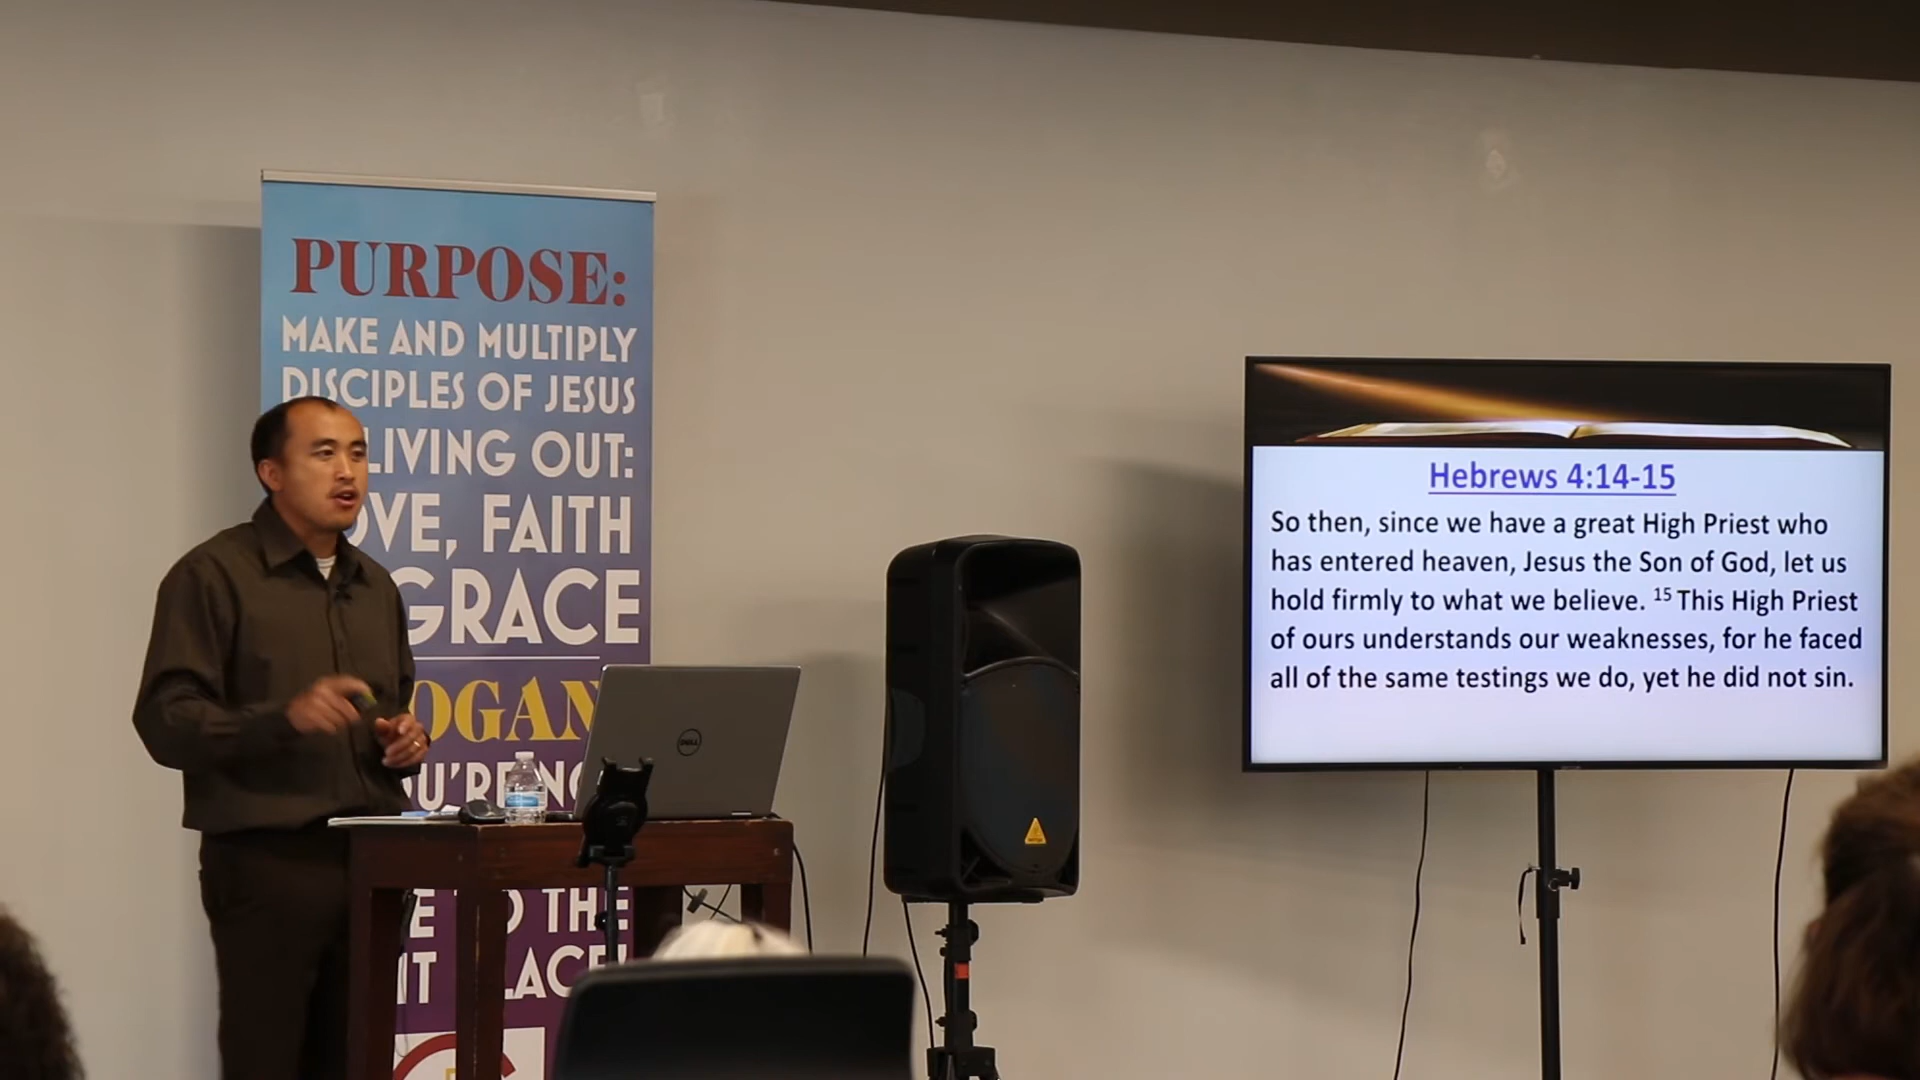 PURPOSE:
MAKE AND MULTIPLY
DISCIPLES OF JESUS
LIVING OUT:
OVE, FAITH
GRACE
OGAN
U'RE
THE
DELL
Hebrews 4:14-15
So then, since we have a great High Priest who
has entered heaven, Jesus the Son of God, let us
hold firmly to what we believe. 15 This High Priest
of ours understands our weaknesses, for he faced
all of the same testings we do, yet he did not sin.